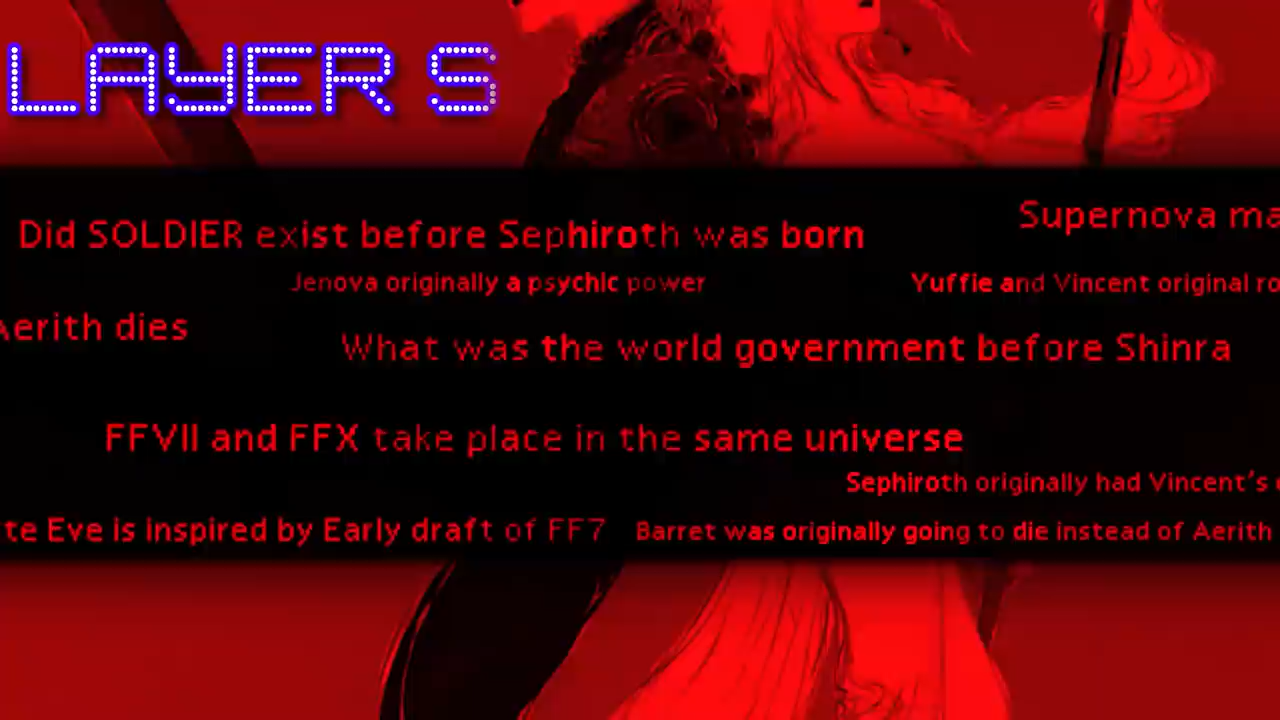 LAYER 5
Did SOLDIER exist before Sephiroth was born
Supernova
Jenova originally a psychic power
Yuffie and Vincent original
Aerith dies
What was the world government before Shinra
FFVII and FFX take place in the same universe
Sephiroth originally had Vincent's
Eve is inspired by Early draft of FF7
Barret was originally going to die instead of Aerith